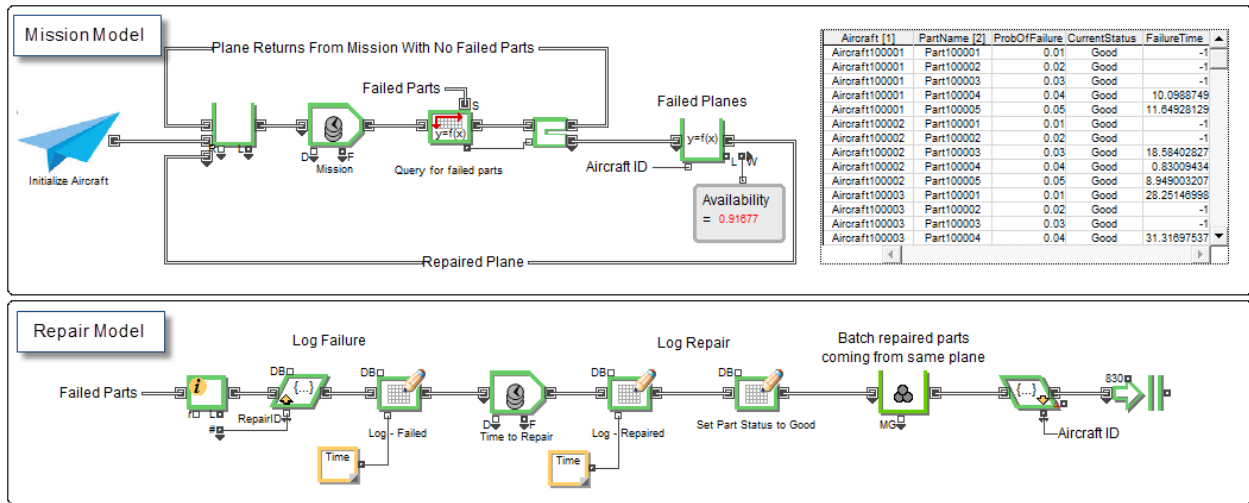 Mission Model
Plane Returns From Mission With No Failed Parts
Failed Parts
S
y=f(x)
Failed Planes
y=f(x)
R
L
D
F
Mission
Query for failed parts
Aircraft ID
L
W
Initialize Aircraft
Availability
= 0.91677
Repaired Plane
Aircraft [1] PartName [2] ProbOfFailure CurrentStatus FailureTime
Aircraft100001 Part100001 0.01 Good -1
Aircraft100001 Part100002 0.02 Good -1
Aircraft100001 Part100003 0.03 Good -1
Aircraft100001 Part100004 0.04 Good 10.0988749
Aircraft100001 Part100005 0.05 Good 11.64928129
Aircraft100002 Part100001 0.01 Good -1
Aircraft100002 Part100002 0.02 Good -1
Aircraft100002 Part100003 0.03 Good 18.58402827
Aircraft100002 Part100004 0.04 Good 0.83009434
Aircraft100002 Part100005 0.05 Good 8.949003207
Aircraft100003 Part100001 0.01 Good 28.25146998
Aircraft100003 Part100002 0.02 Good -1
Aircraft100003 Part100003 0.03 Good -1
Aircraft100003 Part100004 0.04 Good 31.31697537
Repair Model
Log Failure
Log Repair
Batch repaired parts
coming from same plane
Failed Parts
i
L
#
DB
{...}
RepairID
DB
Log - Failed
Time
D
F
Time to Repair
DB
Log - Repaired
Time
DB
Set Part Status to Good
MG
{...}
Aircraft ID
830